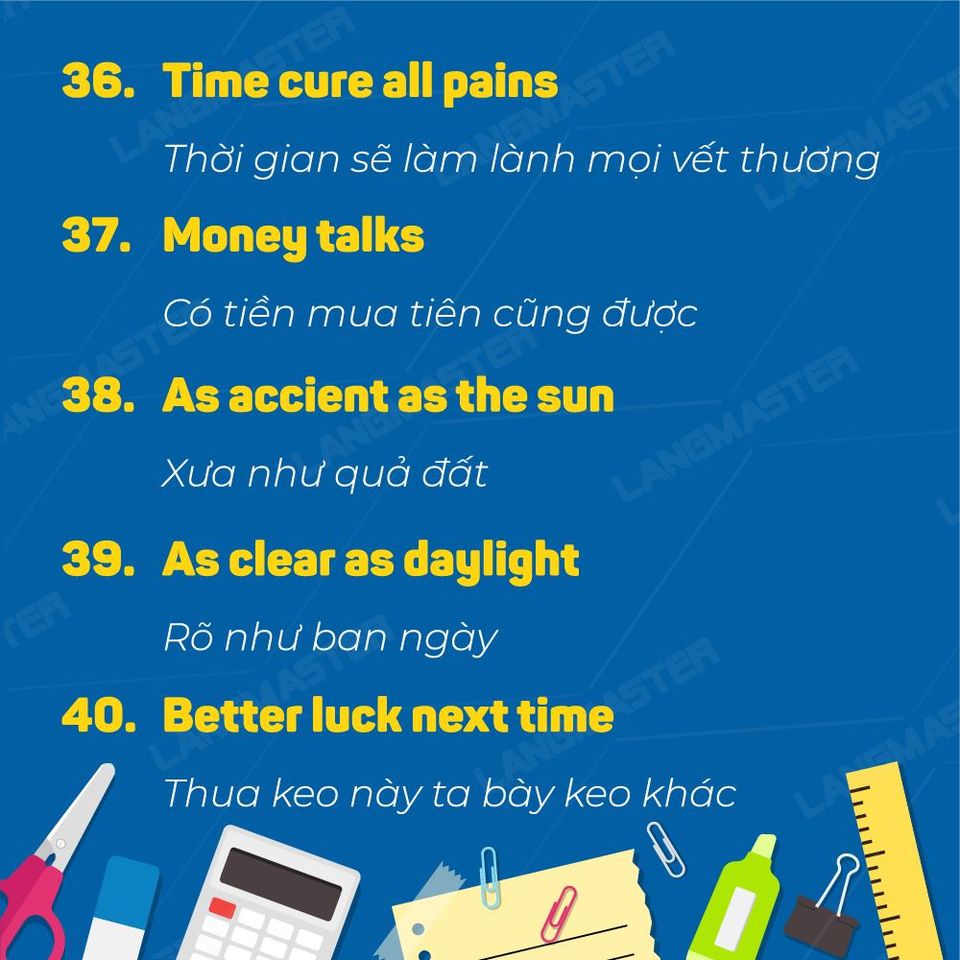 36. Time cure all pains
Thời gian sẽ làm lành mọi vết thương
37. Money talks
Có tiền mua tiên cũng được
38. As accient as the sun
Xưa như quả đất
39. As clear as daylight
Rõ như ban ngày
40. Better luck next time
Thua keo này ta bày keo khác
LANGMASTER